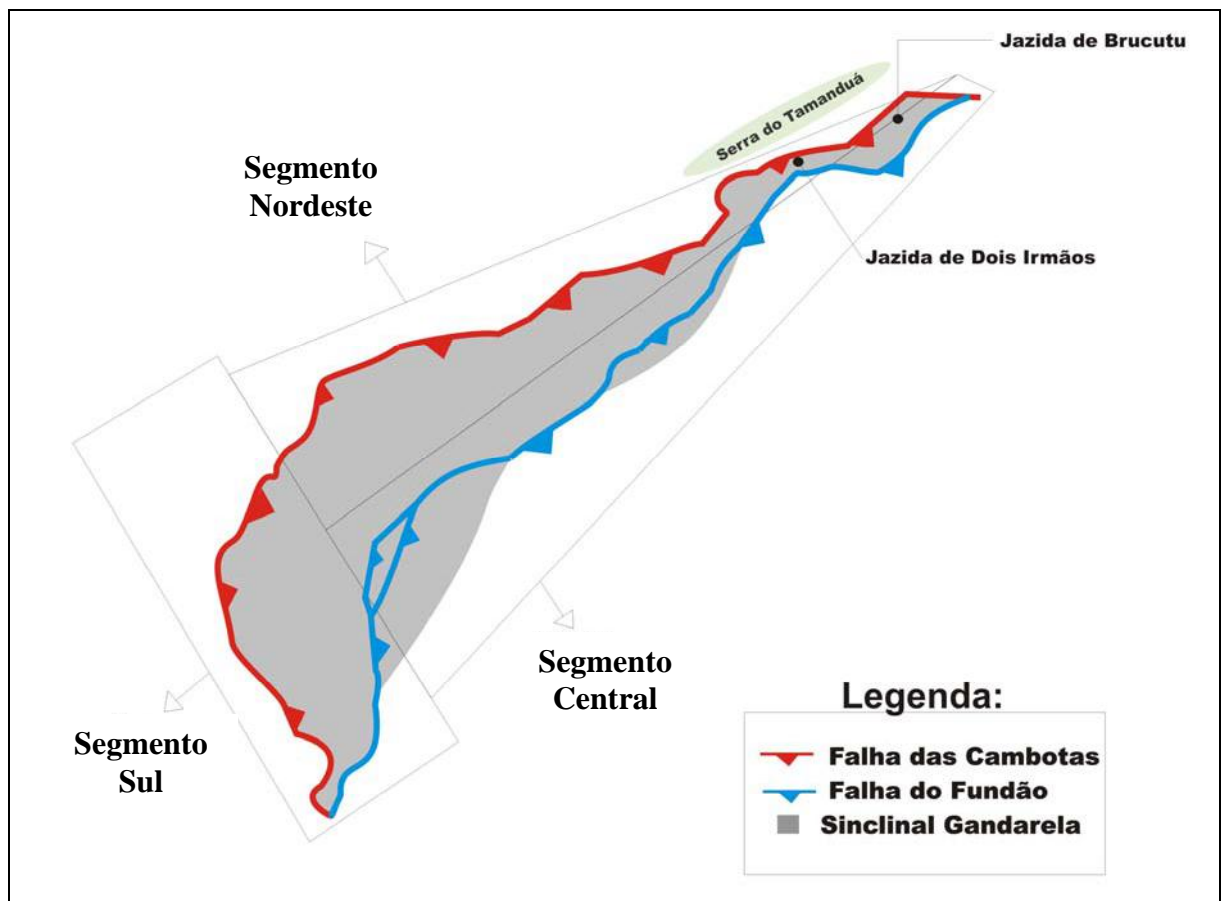 Jazida de Brucutu
Serra do Tamanduá
Segmento
Nordeste
Jazida de Dois Irmãos
Segmento
Central
Segmento
Sul
Legenda:
Falha das Cambotas
Falha do Fundão
Sinclinal Gandarela